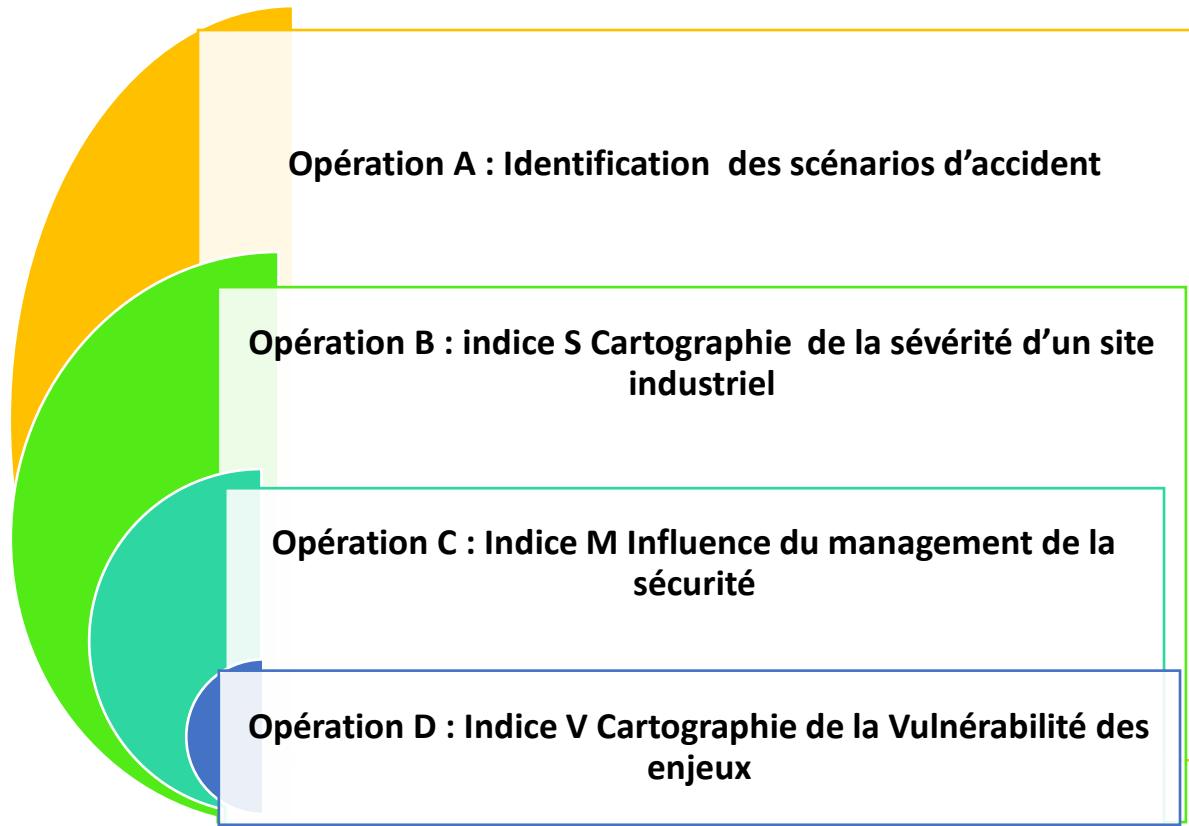 Opération A : Identification  des scénarios d’accident
Opération B : indice S Cartographie  de la sévérité d’un site
industriel
Opération C : Indice M Influence du management de la
sécurité
Opération D : Indice V Cartographie de la Vulnérabilité des
enjeux